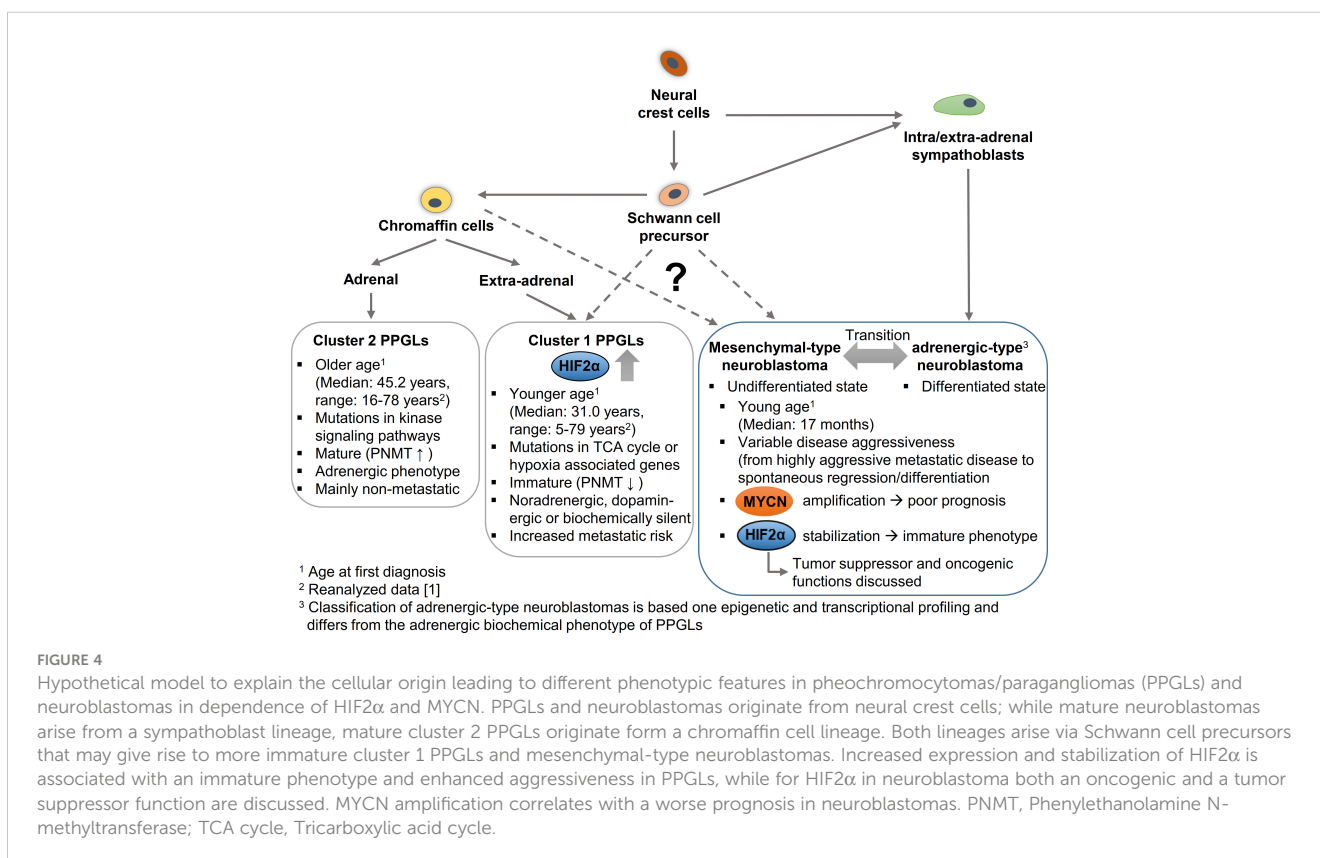 Neural
crest cells
Intra/extra-adrenal
sympathoblasts
Schwann cell
precursor
Chromaffin cells
?
Adrenal
Extra-adrenal
Cluster 2 PPGLs
▪ Older age¹
(Median: 45.2 years,
range: 16-78 years²)
▪ Mutations in kinase
signaling pathways
▪ Mature (PNMT ↑ )
▪ Adrenergic phenotype
▪ Mainly non-metastatic
Cluster 1 PPGLs
HIF2α
▪ Younger age¹
(Median: 31.0 years,
range: 5-79 years²)
▪ Mutations in TCA cycle or
hypoxia associated genes
▪ Immature (PNMT ↓ )
▪ Noradrenergic, dopamin-
ergic or biochemically silent
▪ Increased metastatic risk
Transition
Mesenchymal-type
neuroblastoma
adrenergic-type³
neuroblastoma
▪ Undifferentiated state
▪ Differentiated state
▪ Young age¹
(Median: 17 months)
▪ Variable disease aggressiveness
(from highly aggressive metastatic disease to
spontaneous regression/differentiation
▪ MYCN amplification → poor prognosis
▪ HIF2α stabilization → immature phenotype
Tumor suppressor and oncogenic
functions discussed
¹ Age at first diagnosis
² Reanalyzed data [1]
³ Classification of adrenergic-type neuroblastomas is based one epigenetic and transcriptional profiling and
differs from the adrenergic biochemical phenotype of PPGLs
FIGURE 4
Hypothetical model to explain the cellular origin leading to different phenotypic features in pheochromocytomas/paragangliomas (PPGLs) and
neuroblastomas in dependence of HIF2α and MYCN. PPGLs and neuroblastomas originate from neural crest cells; while mature neuroblastomas
arise from a sympathoblast lineage, mature cluster 2 PPGLs originate form a chromaffin cell lineage. Both lineages arise via Schwann cell precursors
that may give rise to more immature cluster 1 PPGLs and mesenchymal-type neuroblastomas. Increased expression and stabilization of HIF2α is
associated with an immature phenotype and enhanced aggressiveness in PPGLs, while for HIF2α in neuroblastoma both an oncogenic and a tumor
suppressor function are discussed. MYCN amplification correlates with a worse prognosis in neuroblastomas. PNMT, Phenylethanolamine N-
methyltransferase; TCA cycle, Tricarboxylic acid cycle.